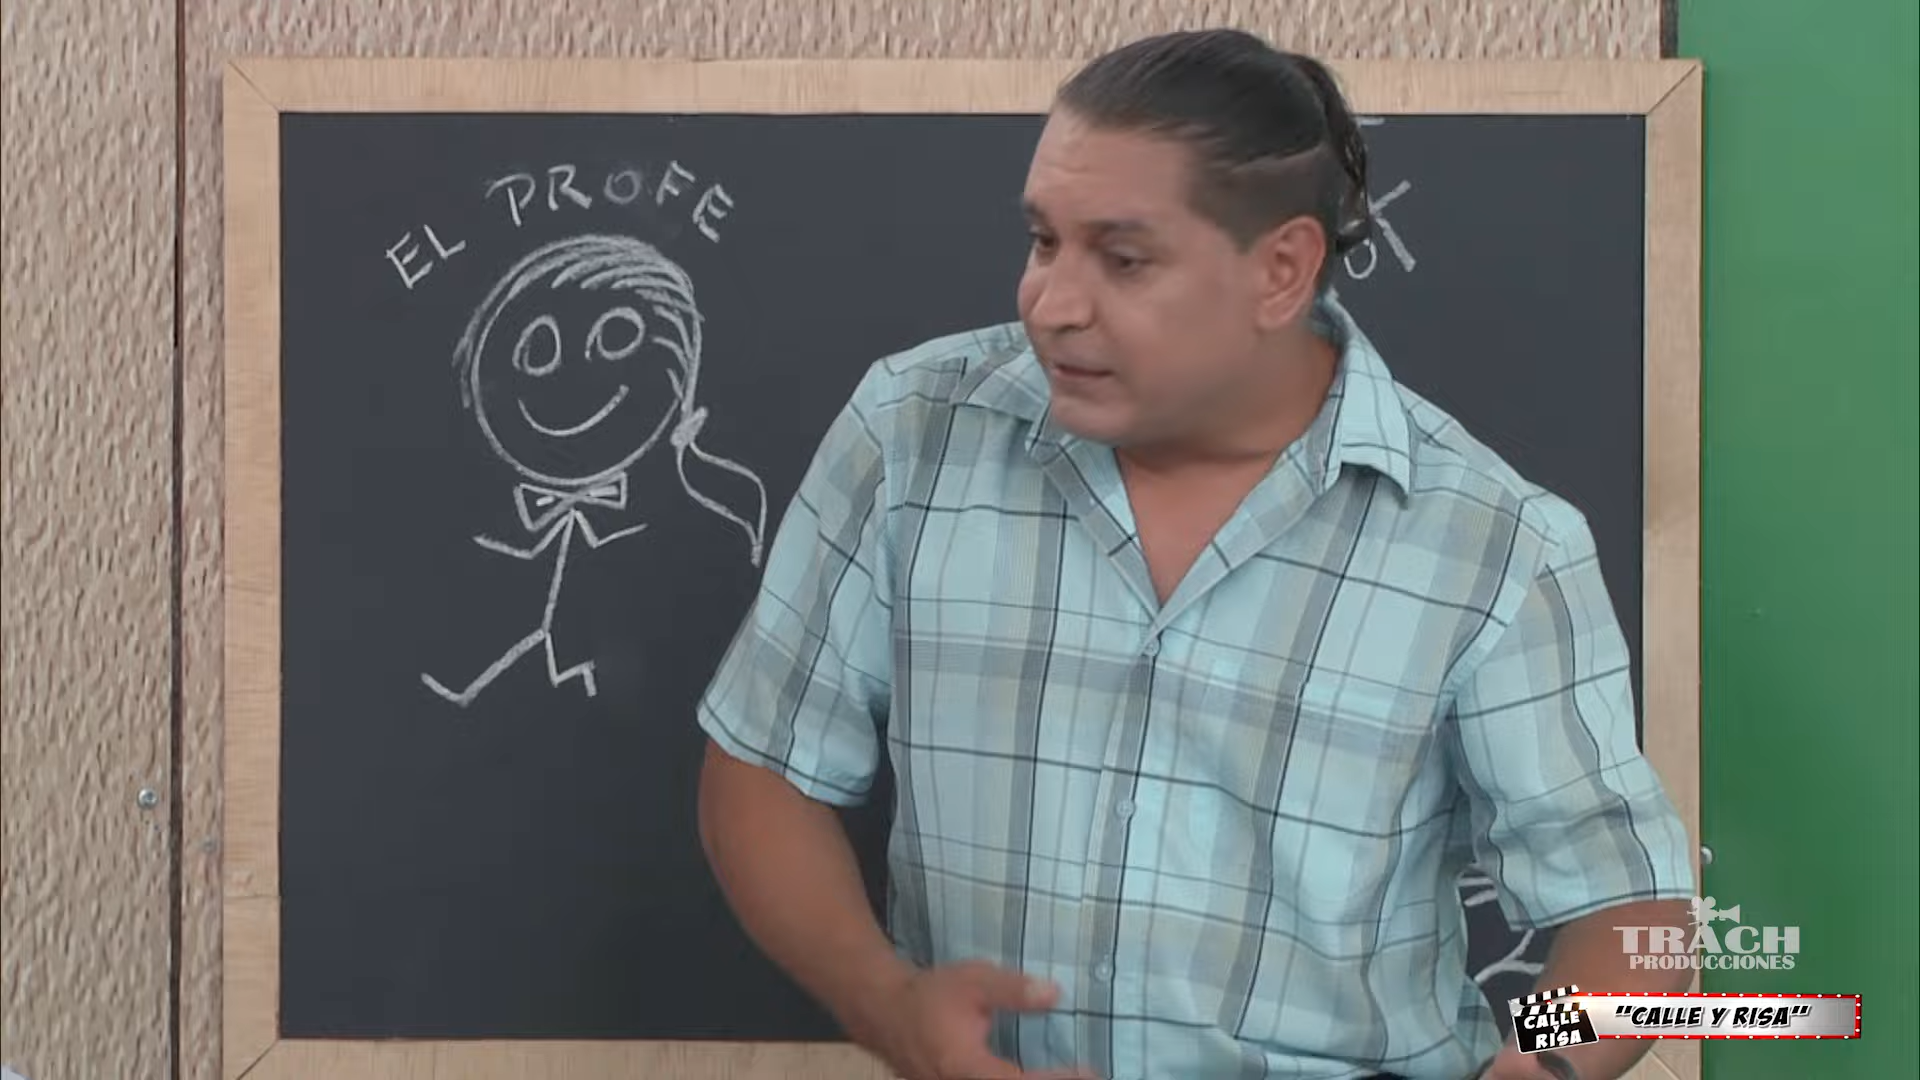 EL PROFE
TRACH
PRODUCCIONES
CALLE
Y
RISA
"CALLE Y RISA"